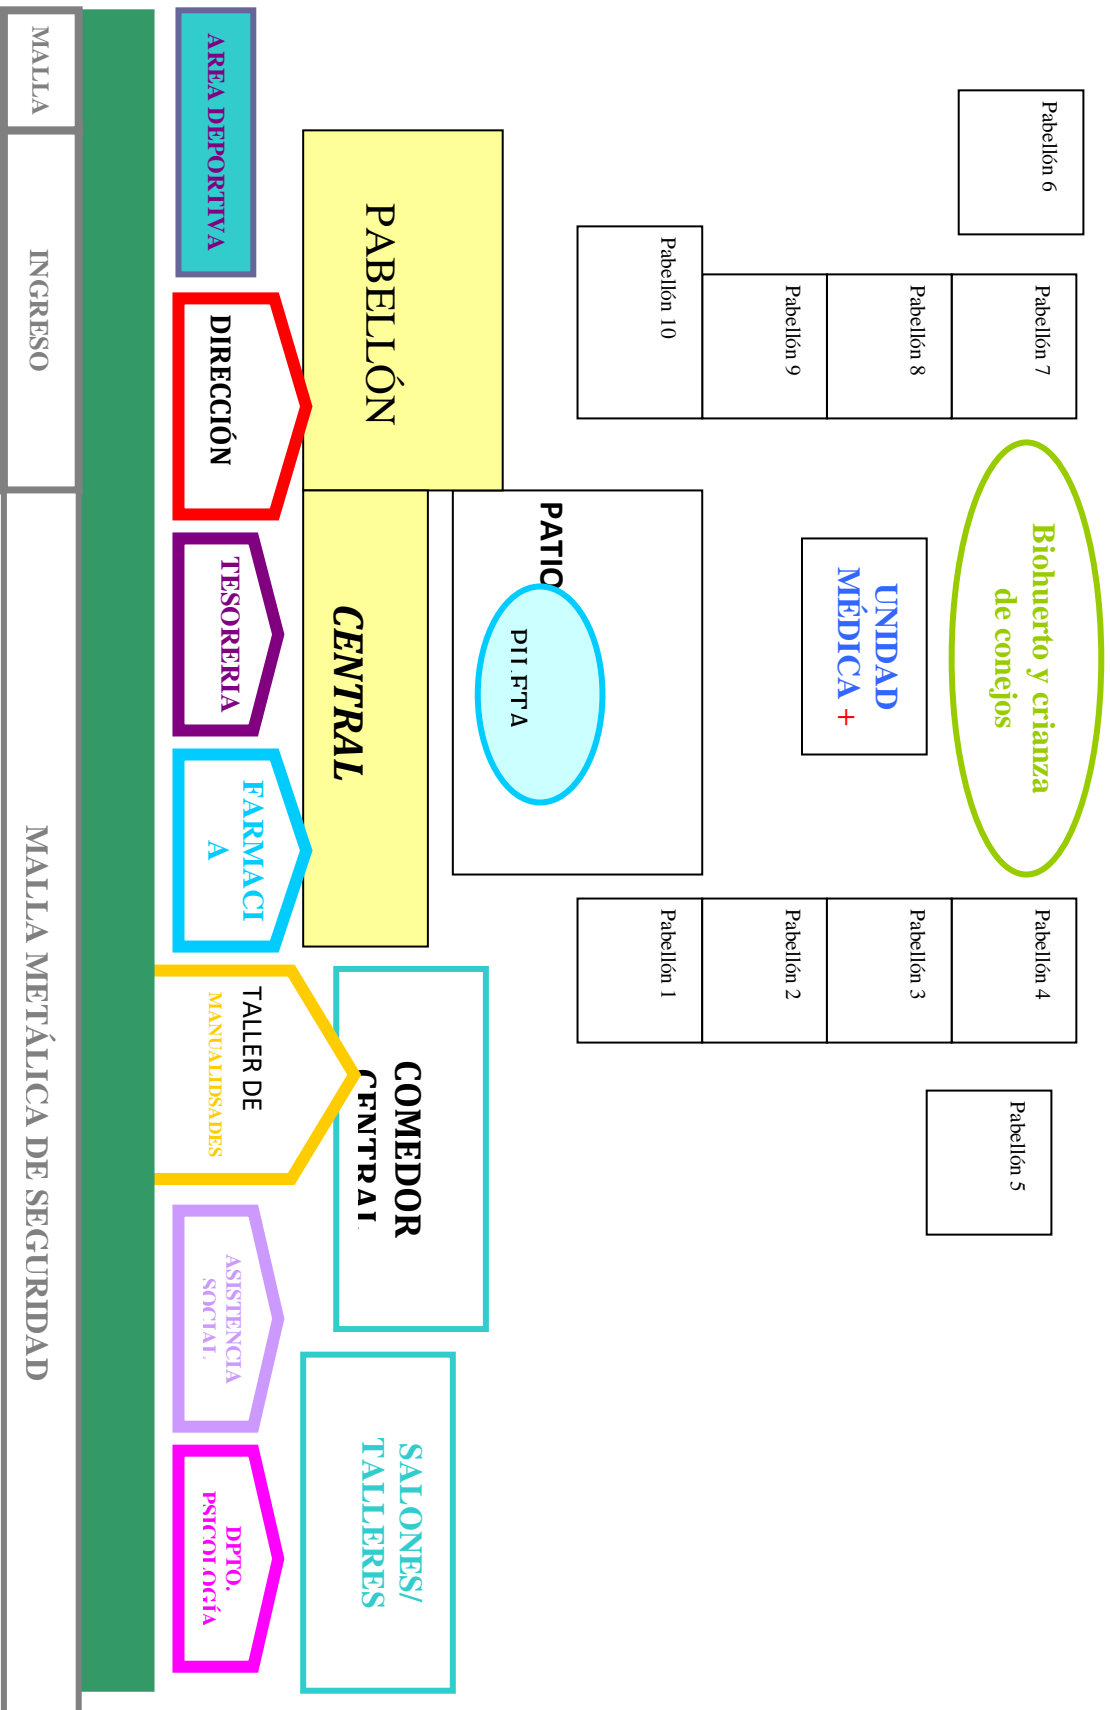 Pabellón 6
Pabellón 7
Biohuerto y crianza
de conejos
Pabellón 4
Pabellón 5
Pabellón 8
UNIDAD
MÉDICA +
Pabellón 3
Pabellón 9
Pabellón 2
Pabellón 10
Pabellón 1
PATIO
PILETA
PABELLÓN
CENTRAL
COMEDOR
CENTRAL
SALONES/
TALLERES
AREA DEPORTIVA
DIRECCIÓN
TESORERIA
FARMACI
A
TALLER DE
MANUALIDSADES
ASISTENCIA
SOCIAL
DPTO.
PSICOLOGÍA
MALLA
INGRESO
MALLA METÁLICA DE SEGURIDAD